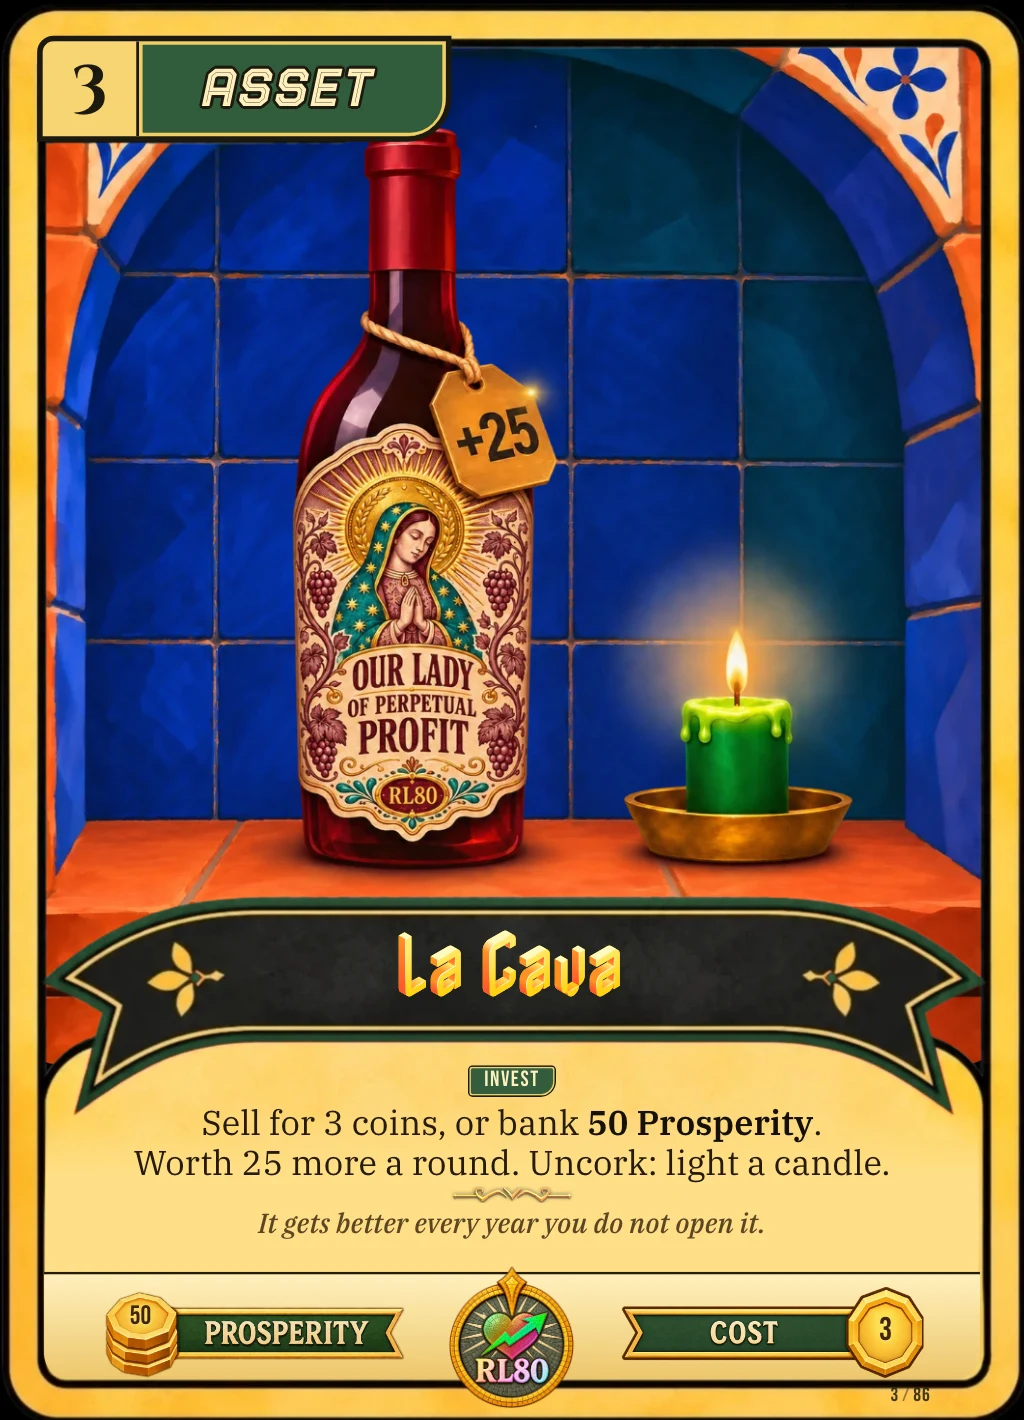 3
ASSET
+25
OUR LADY
OF PERPETUAL
PROFIT
RL80
La Cava
INVEST
Sell for 3 coins, or bank 50 Prosperity.
Worth 25 more a round. Uncork: light a candle.
It gets better every year you do not open it.
50
PROSPERITY
RL80
COST
3
3 / 86